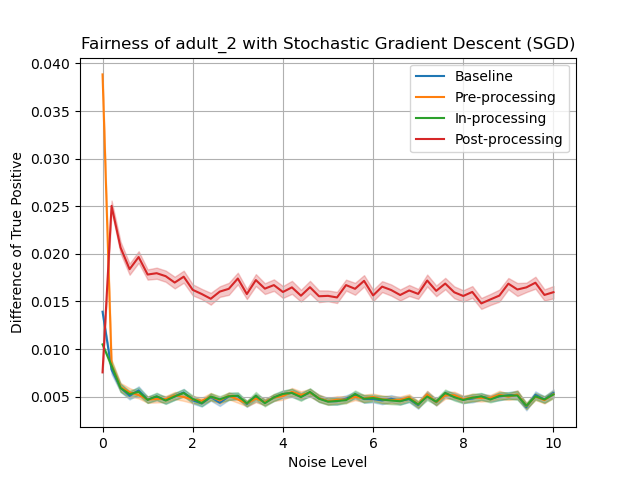 Fairness of adult_2 with Stochastic Gradient Descent (SGD)
Difference of True Positive
0.040
0.035
0.030
0.025
0.020
0.015
0.010
0.005
Baseline
Pre-processing
In-processing
Post-processing
0 2 4 6 8 10
Noise Level